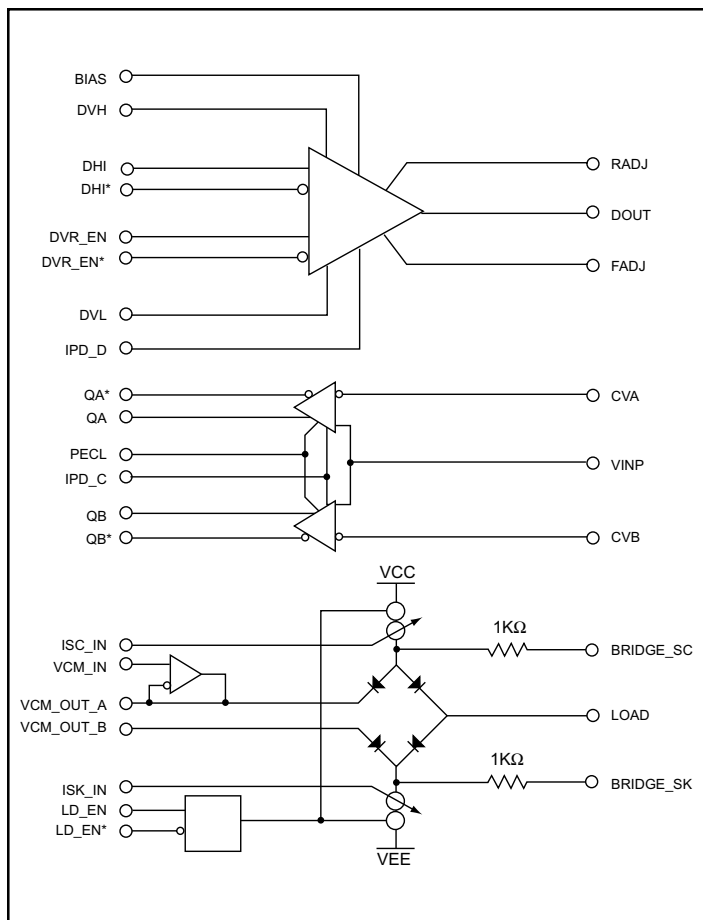 BIAS
DVH
DHI
DHI*
DVR_EN
DVR_EN*
DVL
IPD_D
RADJ
DOUT
FADJ
QA*
QA
PECL
IPD_C
QB
QB*
CVA
VINP
CVB
VCC
ISC_IN
VCM_IN
VCM_OUT_A
VCM_OUT_B
1KΩ
BRIDGE_SC
LOAD
1KΩ
BRIDGE_SK
ISK_IN
LD_EN
LD_EN*
VEE